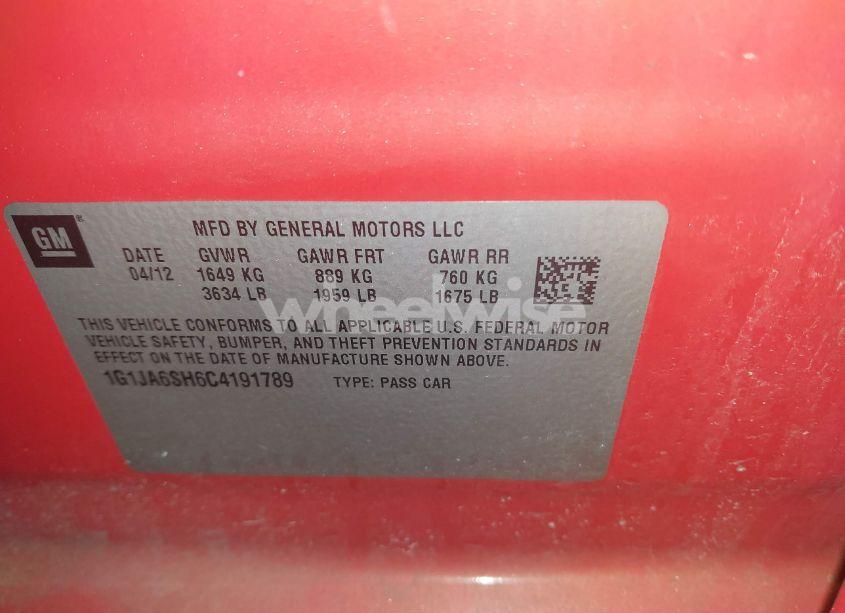 GM
MFD BY GENERAL MOTORS LLC
DATE GVWR GAWR FRT GAWR RR
04/12 1649 KG 889 KG 760 KG
3634 LB 1959 LB 1675 LB
wheelwise
THIS VEHICLE CONFORMS TO ALL APPLICABLE U.S. FEDERAL MOTOR
VEHICLE SAFETY, BUMPER, AND THEFT PREVENTION STANDARDS IN
EFFECT ON THE DATE OF MANUFACTURE SHOWN ABOVE.
1G1JA6SH6C4191789 TYPE: PASS CAR